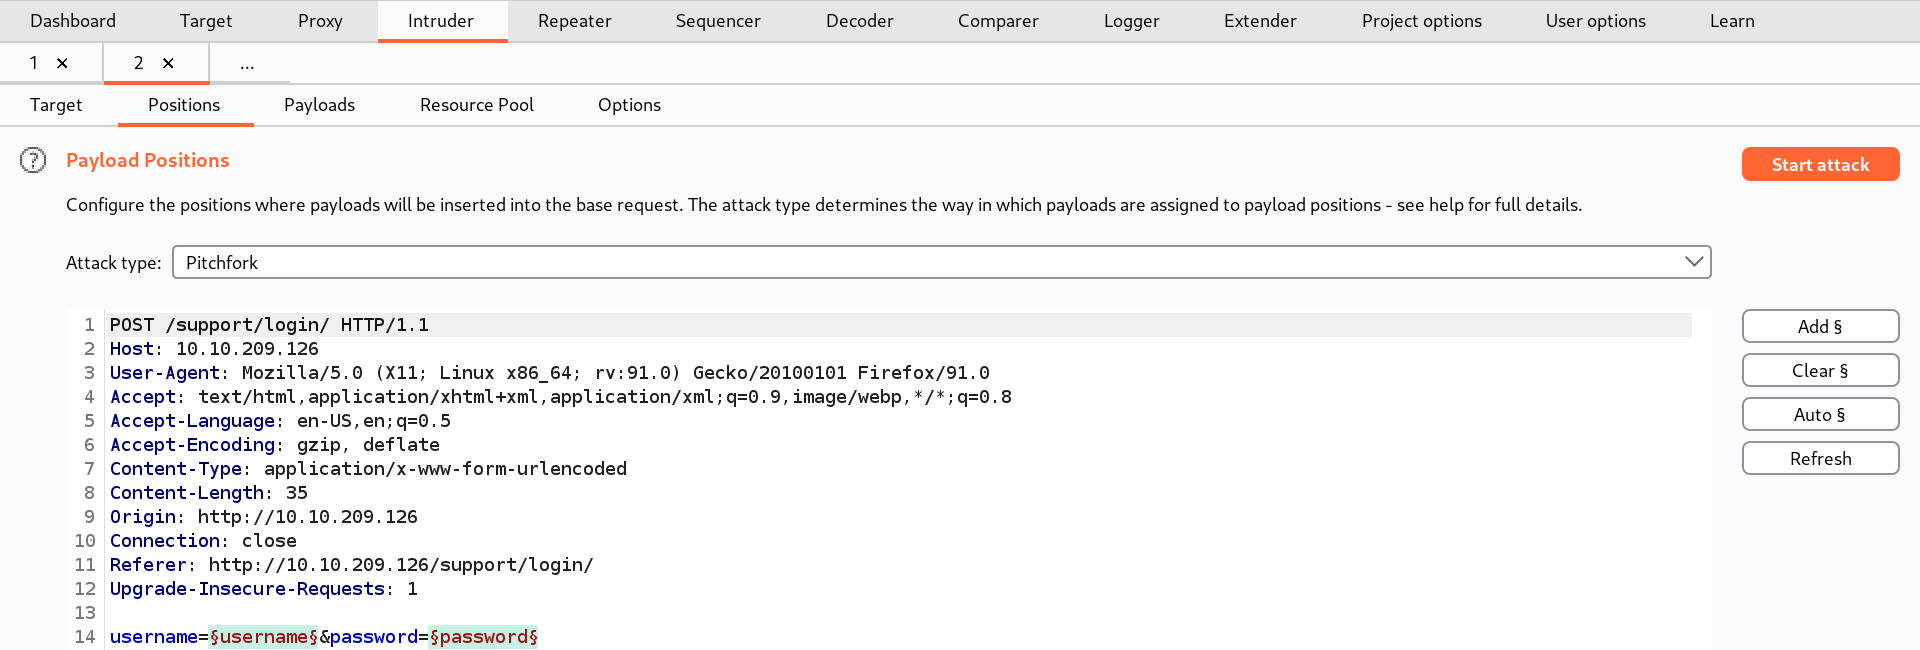 Dashboard Target Proxy Intruder Repeater Sequencer Decoder Comparer Logger Extender Project options User options Learn
1 × 2 × ...
Target Positions Payloads Resource Pool Options
? Payload Positions
Start attack
Configure the positions where payloads will be inserted into the base request. The attack type determines the way in which payloads are assigned to payload positions - see help for full details.
Attack type: Pitchfork
1 POST /support/login/ HTTP/1.1
2 Host: 10.10.209.126
3 User-Agent: Mozilla/5.0 (X11; Linux x86_64; rv:91.0) Gecko/20100101 Firefox/91.0
4 Accept: text/html,application/xhtml+xml,application/xml;q=0.9,image/webp,*/*;q=0.8
5 Accept-Language: en-US,en;q=0.5
6 Accept-Encoding: gzip, deflate
7 Content-Type: application/x-www-form-urlencoded
8 Content-Length: 35
9 Origin: http://10.10.209.126
10 Connection: close
11 Referer: http://10.10.209.126/support/login/
12 Upgrade-Insecure-Requests: 1
13
14 username=§username§&password=§password§
Add §
Clear §
Auto §
Refresh